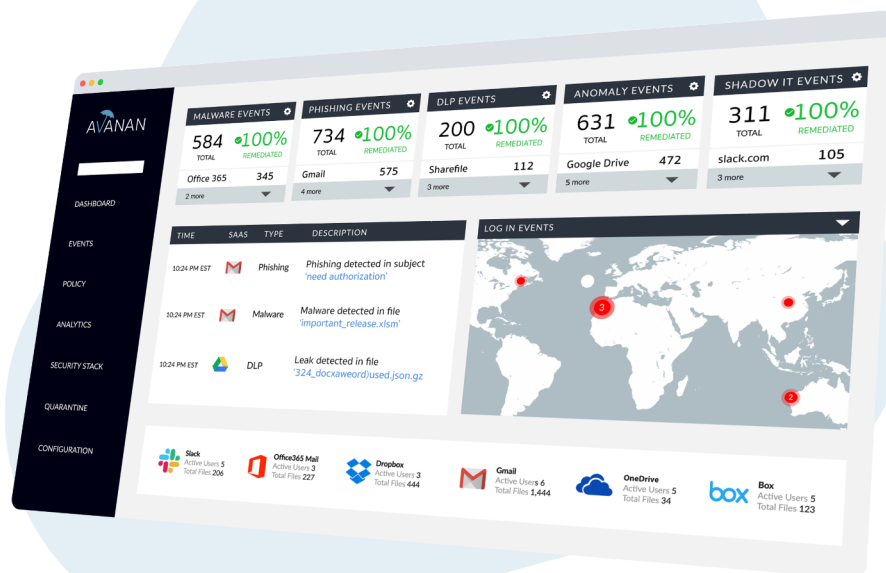 AVANAN
DASHBOARD
EVENTS
POLICY
ANALYTICS
SECURITY STACK
QUARANTINE
CONFIGURATION
MALWARE EVENTS
584 100%
TOTAL REMEDIATED
Office 365 345
2 more
PHISHING EVENTS
734 100%
TOTAL REMEDIATED
Gmail 575
4 more
DLP EVENTS
200 100%
TOTAL REMEDIATED
Sharefile 112
3 more
ANOMALY EVENTS
631 100%
TOTAL REMEDIATED
Google Drive 472
5 more
SHADOW IT EVENTS
311 100%
TOTAL REMEDIATED
slack.com 105
3 more
TIME SAAS TYPE DESCRIPTION
10:24 PM EST Phishing Phishing detected in subject
'need authorization'
10:24 PM EST Malware Malware detected in file
'important_release.xlsm'
10:24 PM EST DLP Leak detected in file
'324_docxaweord)used.json.gz
LOG IN EVENTS
3
2
Slack
Active Users 5
Total Files 206
Office365 Mail
Active Users 3
Total Files 227
Dropbox
Active Users 3
Total Files 444
Gmail
Active Users 6
Total Files 1,444
OneDrive
Active Users 5
Total Files 34
box
Box
Active Users 5
Total Files 123